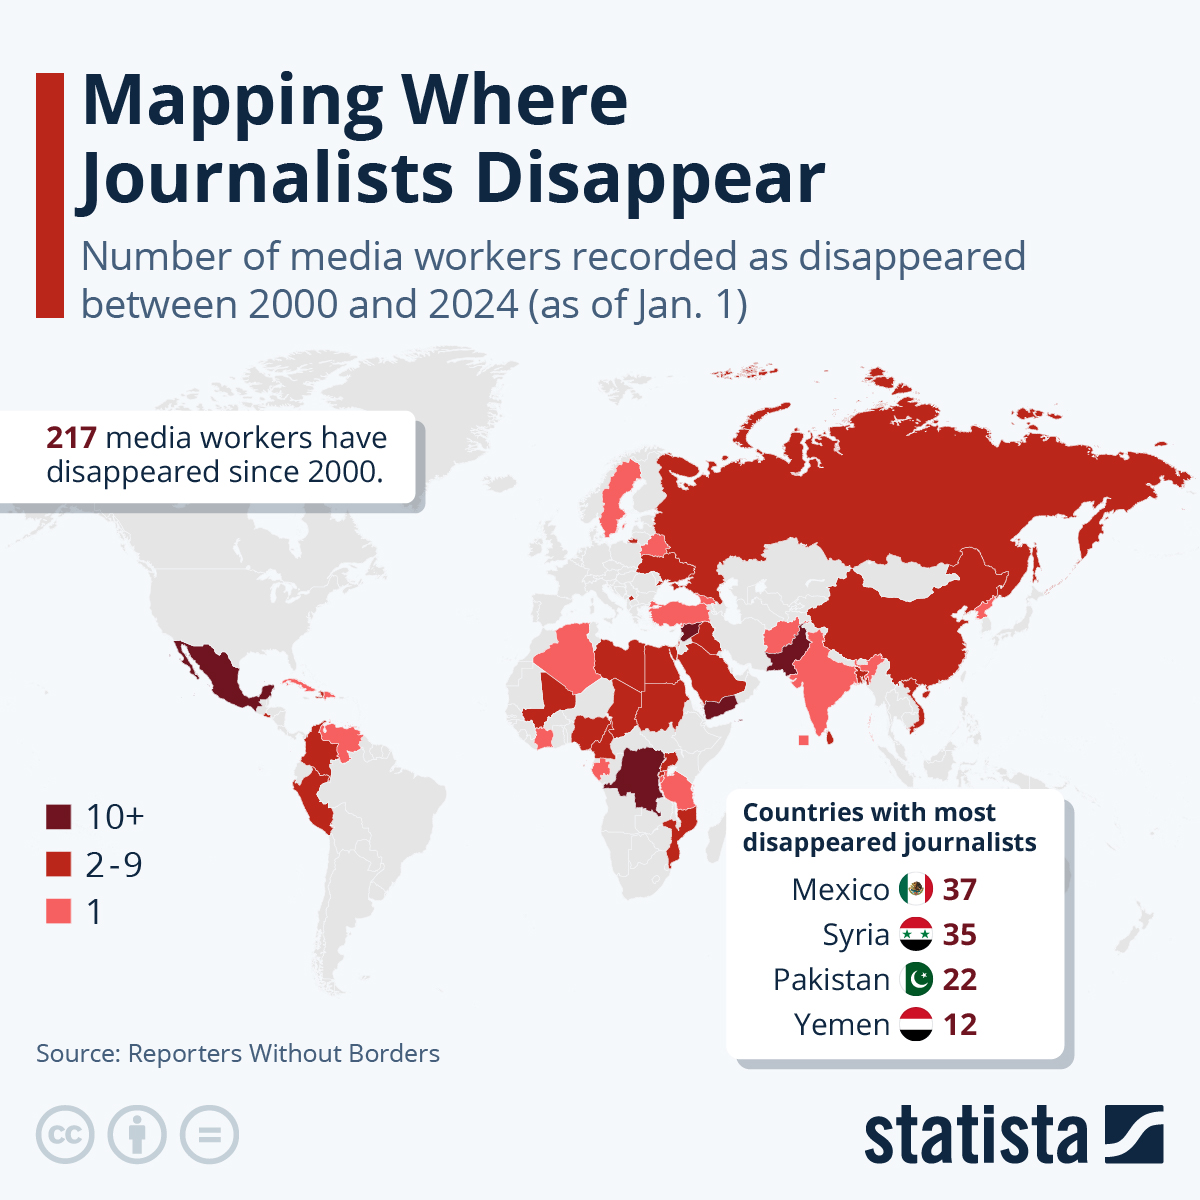 Mapping Where
Journalists Disappear
Number of media workers recorded as disappeared
between 2000 and 2024 (as of Jan. 1)
217 media workers have
disappeared since 2000.
10+
2-9
1
Countries with most
disappeared journalists
Mexico 37
Syria 35
Pakistan 22
Yemen 12
Source: Reporters Without Borders
cc
statista